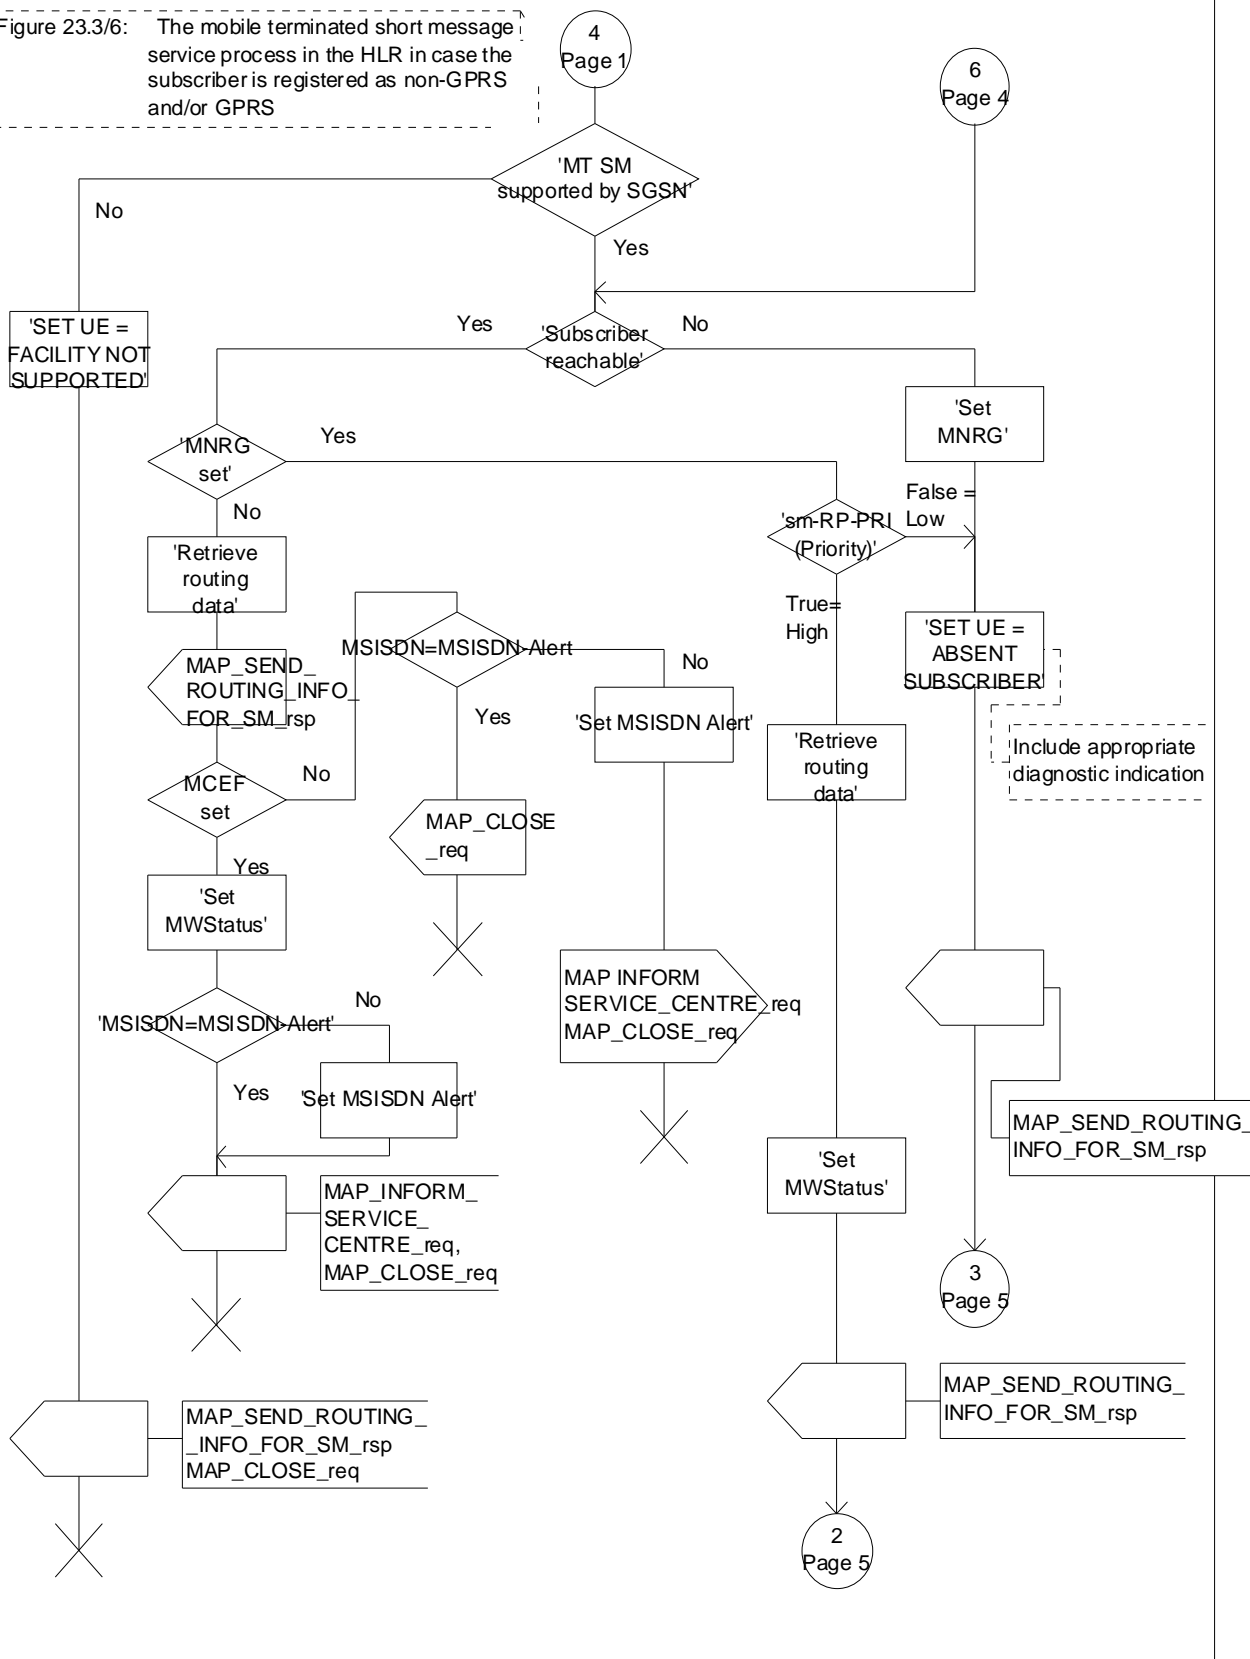 Figure 23.3/6: The mobile terminated short message
service process in the HLR in case the
subscriber is registered as non-GPRS
and/or GPRS
4
Page 1
6
Page 4
'MT SM
supported by SGSN'
No
Yes
'SET UE =
FACILITY NOT
SUPPORTED'
Yes
'Subscriber
reachable'
No
'Set
MNRG'
'MNRG
set'
Yes
No
False =
Low
'sm-RP-PRI
(Priority)'
True=
High
'Retrieve
routing
data'
MSISDN=MSISDN-Alert
No
Yes
'SET UE =
ABSENT
SUBSCRIBER'
MAP_SEND_
ROUTING_INFO_
FOR_SM_rsp
'Set MSISDN Alert'
'Retrieve
routing
data'
Include appropriate
diagnostic indication
MCEF
set
No
Yes
MAP_CLOSE
_req
'Set
MWStatus'
MAP INFORM
SERVICE_CENTRE_req
MAP_CLOSE_req
'MSISDN=MSISDN-Alert'
No
Yes
'Set MSISDN Alert'
MAP_SEND_ROUTING_
INFO_FOR_SM_rsp
'Set
MWStatus'
MAP_INFORM_
SERVICE_
CENTRE_req,
MAP_CLOSE_req
3
Page 5
MAP_SEND_ROUTING_
INFO_FOR_SM_rsp
MAP_SEND_ROUTING_
_INFO_FOR_SM_rsp
MAP_CLOSE_req
2
Page 5